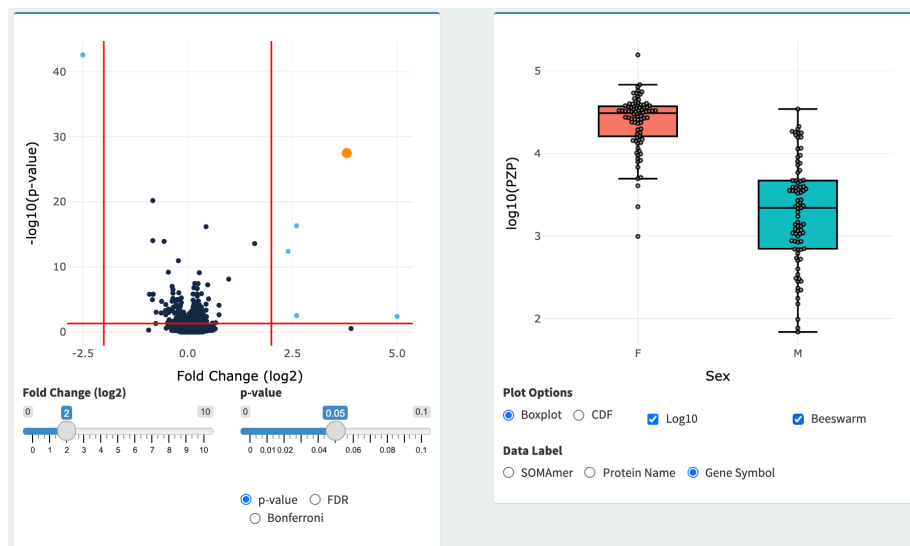 40
30
20
10
0
-log10(p-value)
-2.5 0.0 2.5 5.0
Fold Change (log2)
Fold Change (log2)
0 2 10
0 1 2 3 4 5 6 7 8 9 10
p-value
0 0.05 0.1
0 0.01 0.02 0.04 0.06 0.08 0.1
p-value FDR
Bonferroni
5
4
3
2
log10(PZP)
F M
Sex
Plot Options
Boxplot CDF Log10 Beeswarm
Data Label
SOMAmer Protein Name Gene Symbol